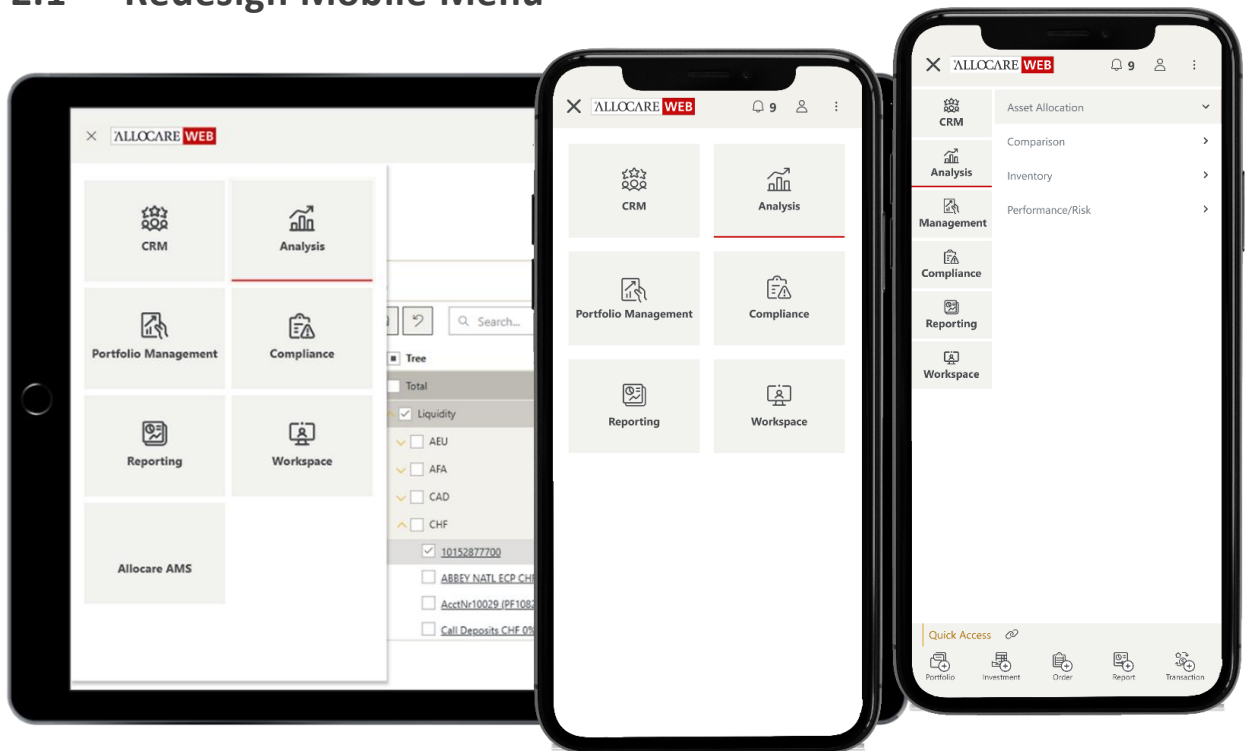 2.1 Redesign Mobile Menu
ALLOCARE WEB
CRM
Analysis
Portfolio Management
Compliance
Reporting
Workspace
Allocare AMS
Search...
Tree
Total
Liquidity
AEU
AFA
CAD
CHF
10152877700
ABBEY NATL ECP CHF
AcctNr10029 (PF1082
Call Deposits CHF 0%
ALLOCARE WEB
9
CRM
Analysis
Portfolio Management
Compliance
Reporting
Workspace
ALLOCARE WEB
9
CRM
Analysis
Management
Compliance
Reporting
Workspace
Asset Allocation
Comparison
Inventory
Performance/Risk
Quick Access
Portfolio
Investment
Order
Report
Transaction